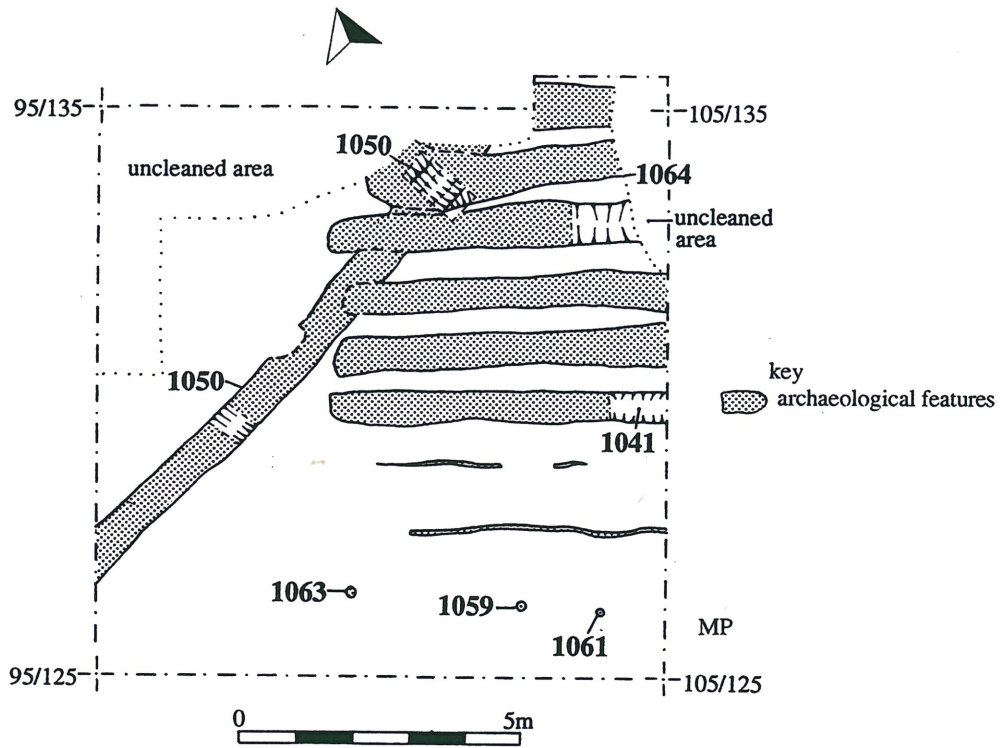 95/135
105/135
1050
uncleaned area
1064
uncleaned
area
1050
key
archaeological features
1041
1063
1059
1061
MP
95/125
105/125
0
5m